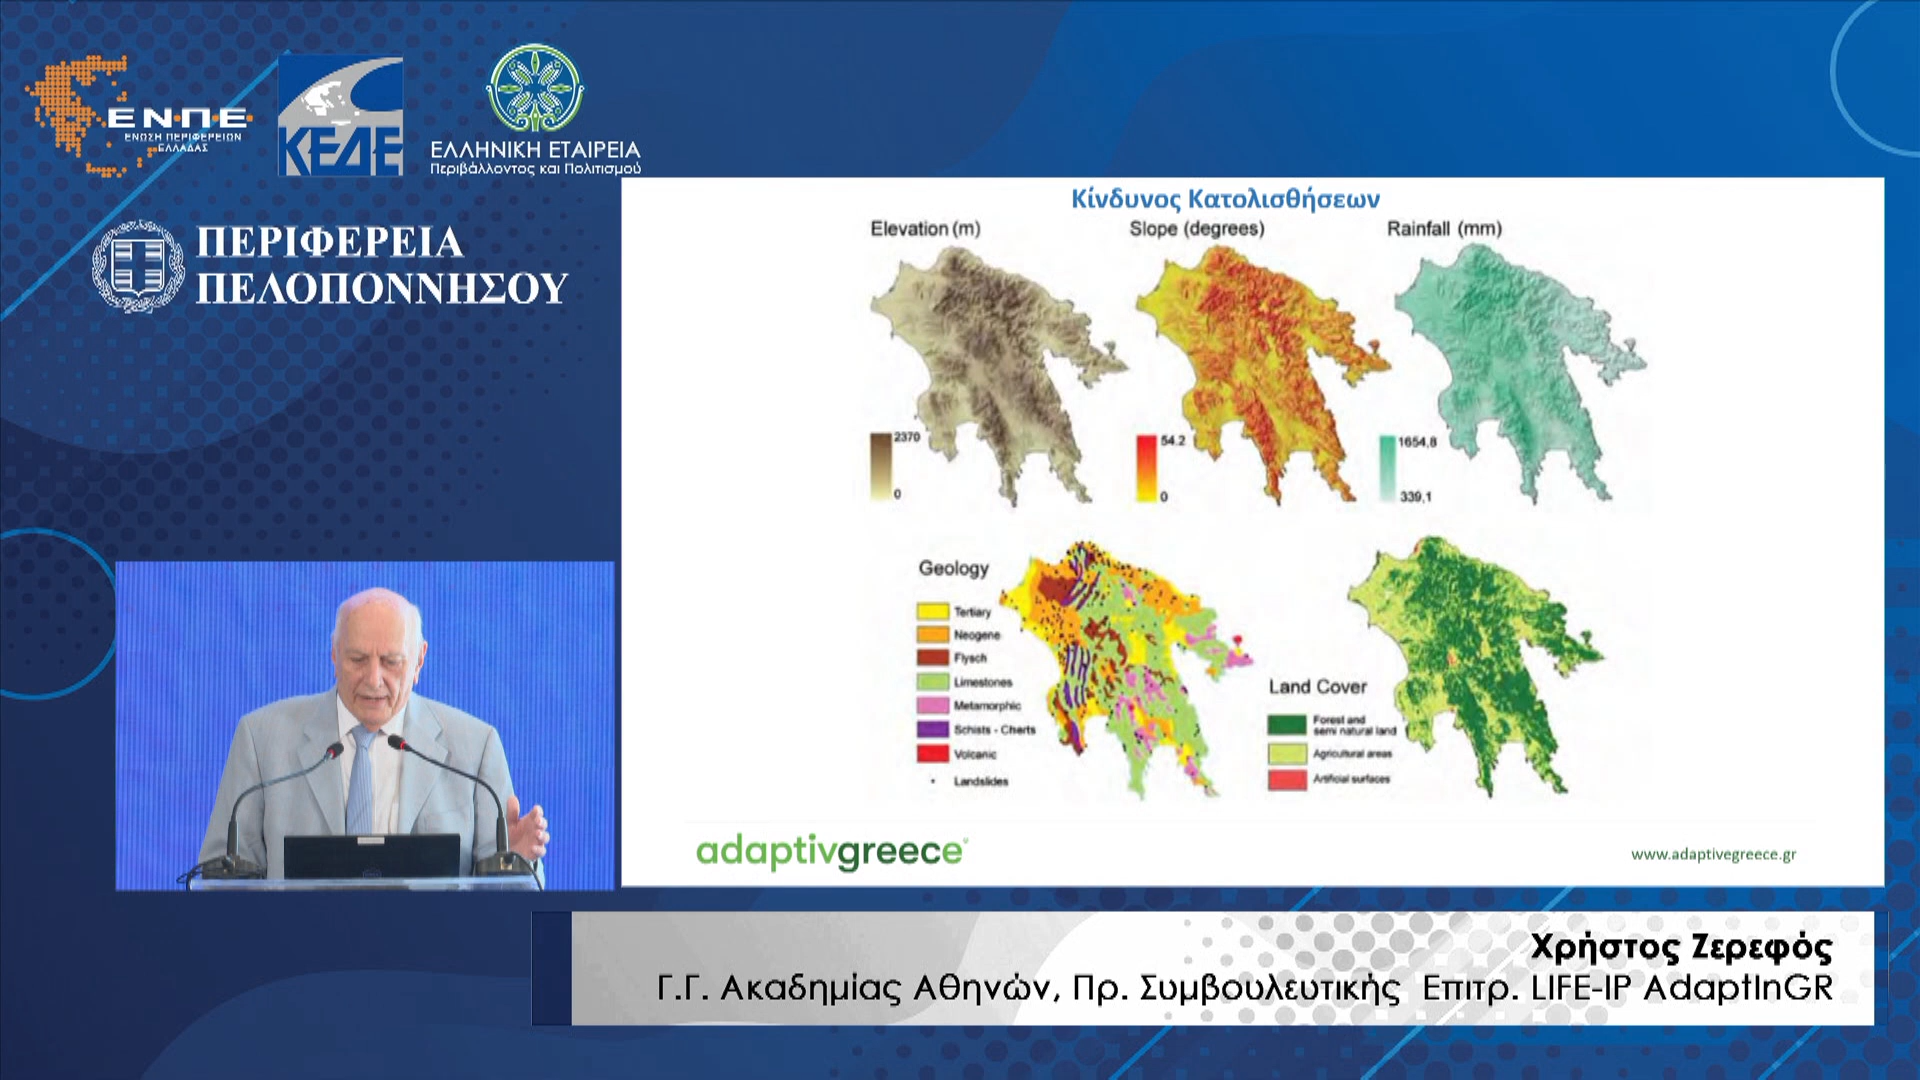 Ε·Ν·Π·Ε·
ΕΝΩΣΗ ΠΕΡΙΦΕΡΕΙΩΝ
ΕΛΛΑΔΑΣ
ΚΕΔΕ
ΕΛΛΗΝΙΚΗ ΕΤΑΙΡΕΙΑ
Περιβάλλοντος και Πολιτισμού
ΠΕΡΙΦΕΡΕΙΑ
ΠΕΛΟΠΟΝΝΗΣΟΥ
Κίνδυνος Κατολισθήσεων
Elevation (m)
2370
0
Slope (degrees)
54.2
0
Rainfall (mm)
1654,8
339,1
Geology
Tertiary
Neogene
Flysch
Limestones
Metamorphic
Schists - Cherts
Volcanic
Landslides
Land Cover
Forest and
semi natural land
Agricultural areas
Artificial surfaces
adaptivgreece
www.adaptivegreece.gr
Χρήστος Ζερεφός
Γ.Γ. Ακαδημίας Αθηνών, Πρ. Συμβουλευτικής Επιτρ. LIFE-IP AdaptInGR